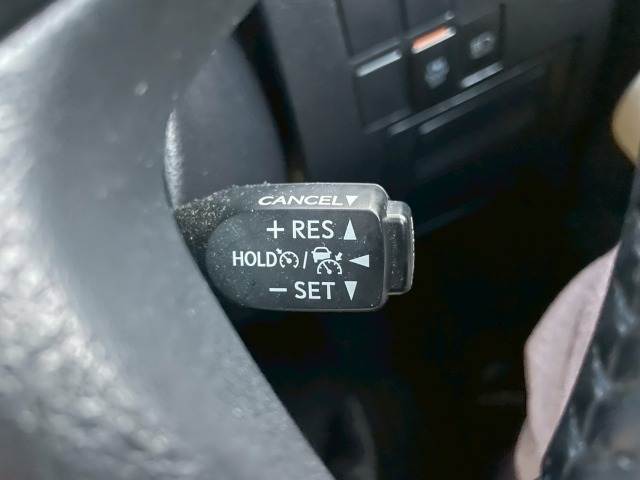 CANCEL▼
+ RES ▲
HOLD / ◀
− SET ▼